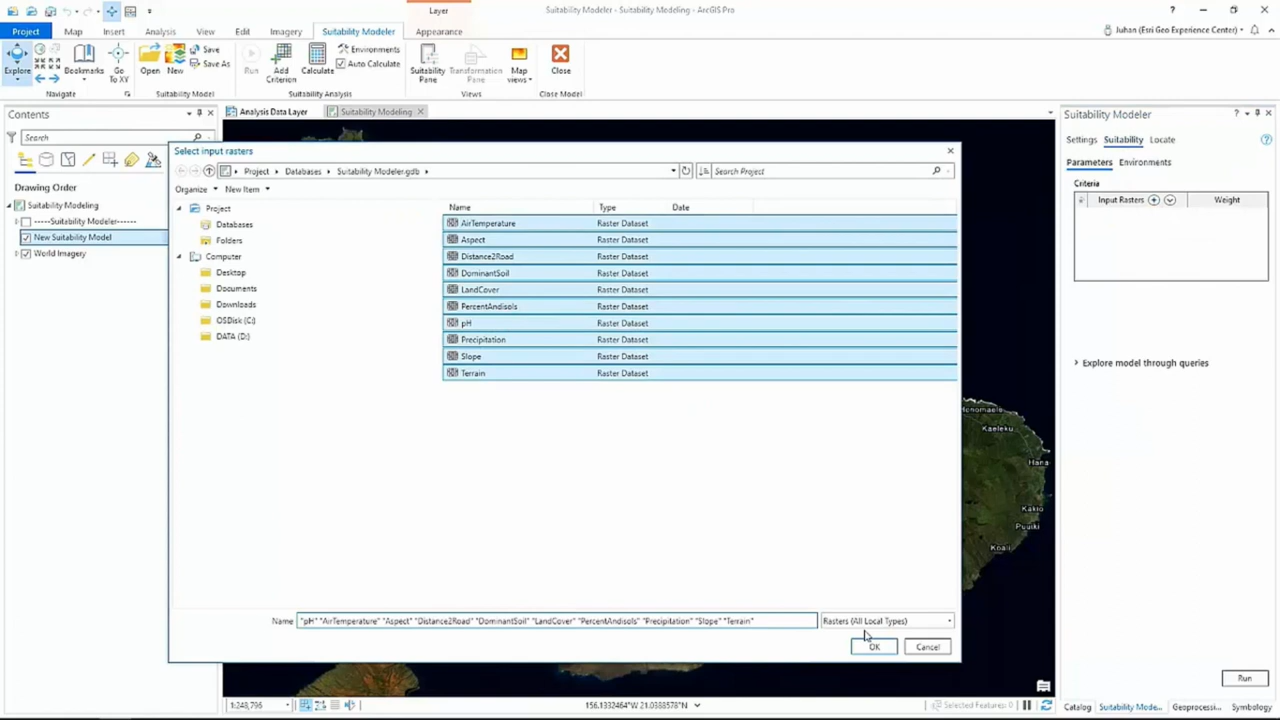 Layer
Suitability Modeler - Suitability Modeling - ArcGIS Pro
?
Project Map Insert Analysis View Edit Imagery Suitability Modeler Appearance
Juhan (Esri Geo Experience Center)
Explore Bookmarks Go To XY
Navigate
Open New Save Save As
Suitability Model
Run Add Criterion Calculate Environments Auto Calculate
Suitability Analysis
Suitability Pane Transformation Pane Map views
Views
Close
Close Model
Contents
Search
Drawing Order
Suitability Modeling
-----Suitability Modeler------
New Suitability Model
World Imagery
Analysis Data Layer Suitability Modeling
Select input rasters
Project Databases Suitability Modeler.gdb
Search Project
Organize New Item
Project
Databases
Folders
Computer
Desktop
Documents
Downloads
OSDisk (C:)
DATA (D:)
Name Type Date
AirTemperature Raster Dataset
Aspect Raster Dataset
Distance2Road Raster Dataset
DominantSoil Raster Dataset
LandCover Raster Dataset
PercentAndisols Raster Dataset
pH Raster Dataset
Precipitation Raster Dataset
Slope Raster Dataset
Terrain Raster Dataset
Name "pH" "AirTemperature" "Aspect" "Distance2Road" "DominantSoil" "LandCover" "PercentAndisols" "Precipitation" "Slope" "Terrain"
Rasters (All Local Types)
OK Cancel
Kaeleku
Hana
Kakio
Puuiki
Koali
Suitability Modeler
?
Settings Suitability Locate
?
Parameters Environments
Criteria
Input Rasters Weight
Explore model through queries
Run
1:248,796
156.1332464°W 21.0388578°N
Selected Features: 0
Catalog Suitability Mode... Geoprocessi... Symbology